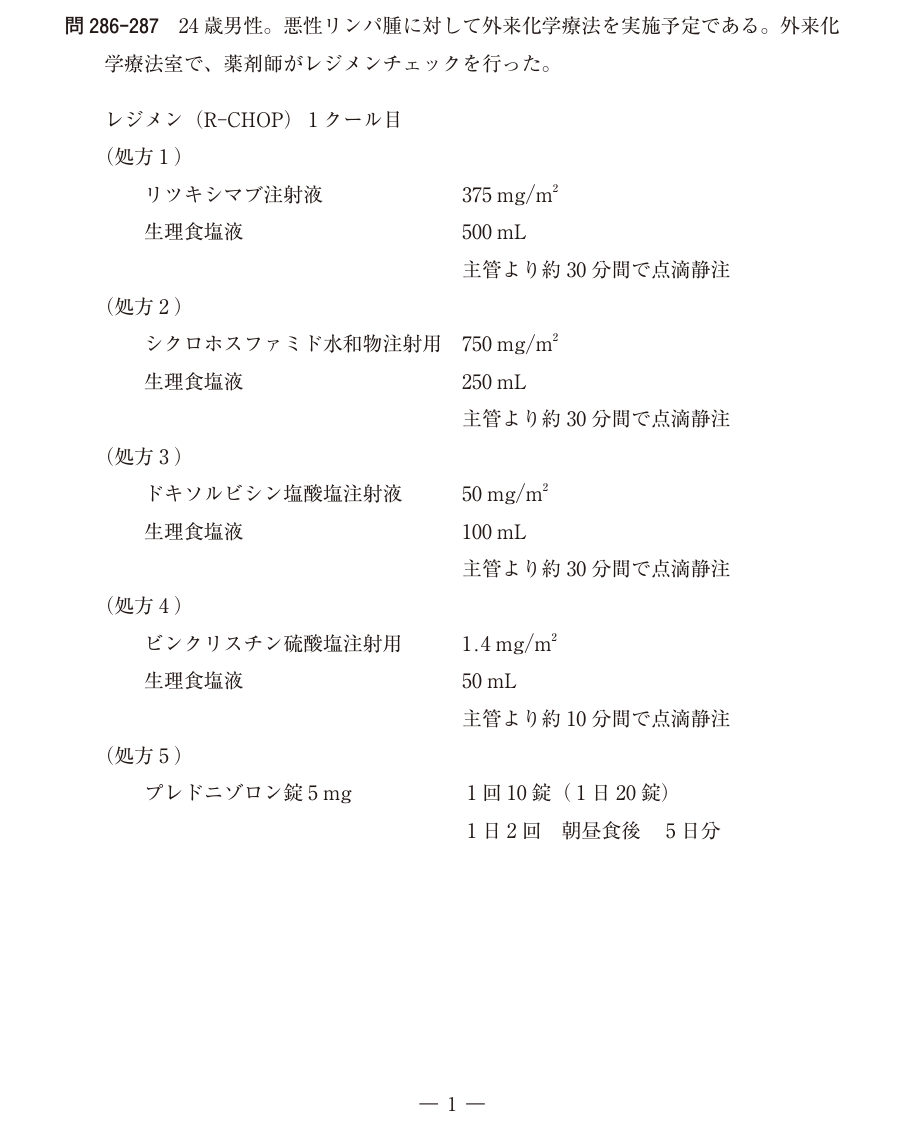 問 286-287　24 歳男性。悪性リンパ腫に対して外来化学療法を実施予定である。外来化
学療法室で、薬剤師がレジメンチェックを行った。
レジメン（R-CHOP）1 クール目
（処方 1）
リツキシマブ注射液　375 mg/m²
生理食塩液　500 mL
主管より約 30 分間で点滴静注
（処方 2）
シクロホスファミド水和物注射用　750 mg/m²
生理食塩液　250 mL
主管より約 30 分間で点滴静注
（処方 3）
ドキソルビシン塩酸塩注射液　50 mg/m²
生理食塩液　100 mL
主管より約 30 分間で点滴静注
（処方 4）
ビンクリスチン硫酸塩注射用　1.4 mg/m²
生理食塩液　50 mL
主管より約 10 分間で点滴静注
（処方 5）
プレドニゾロン錠 5 mg　1 回 10 錠（1 日 20 錠）
1 日 2 回　朝昼食後　5 日分
— 1 —